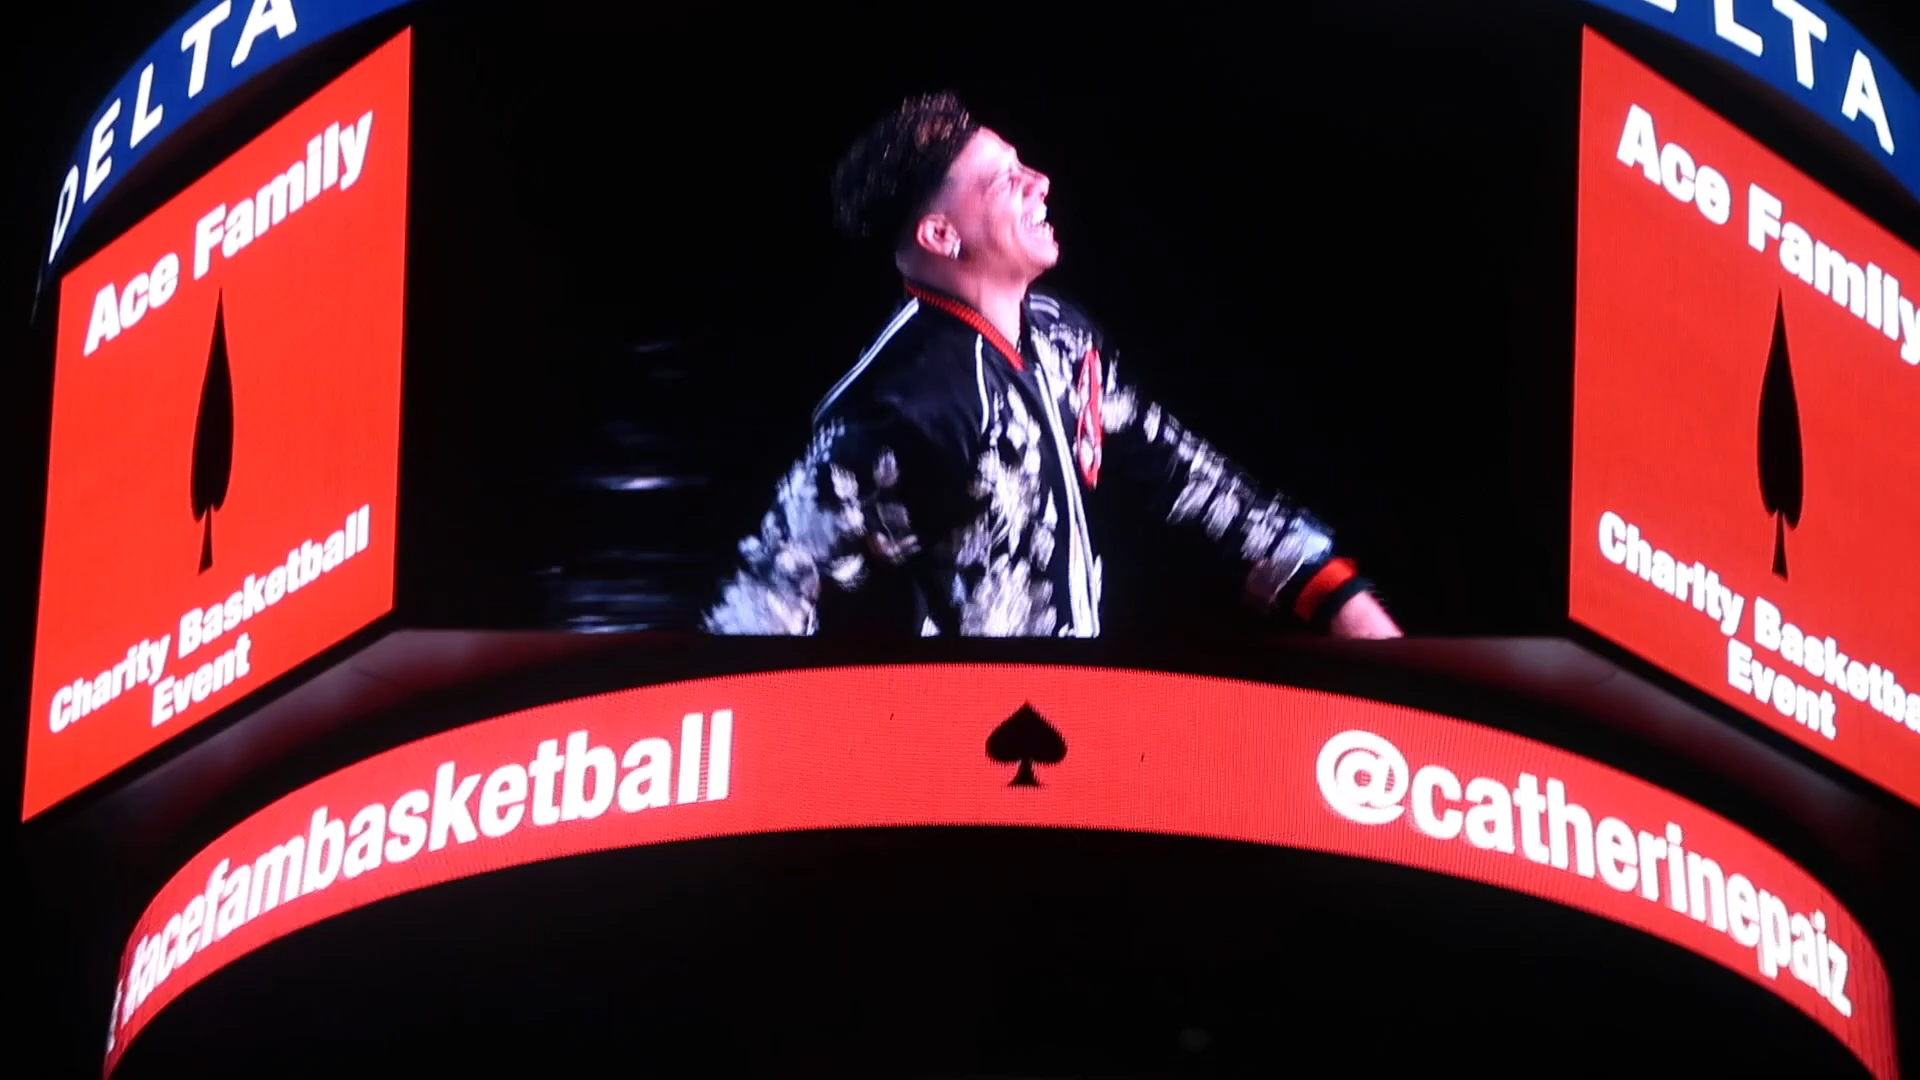 DELTA
Ace Family
Charity Basketball
Event
ELTA
Ace Family
Charity Basketba
Event
#acefambasketball
@catherinepaiz